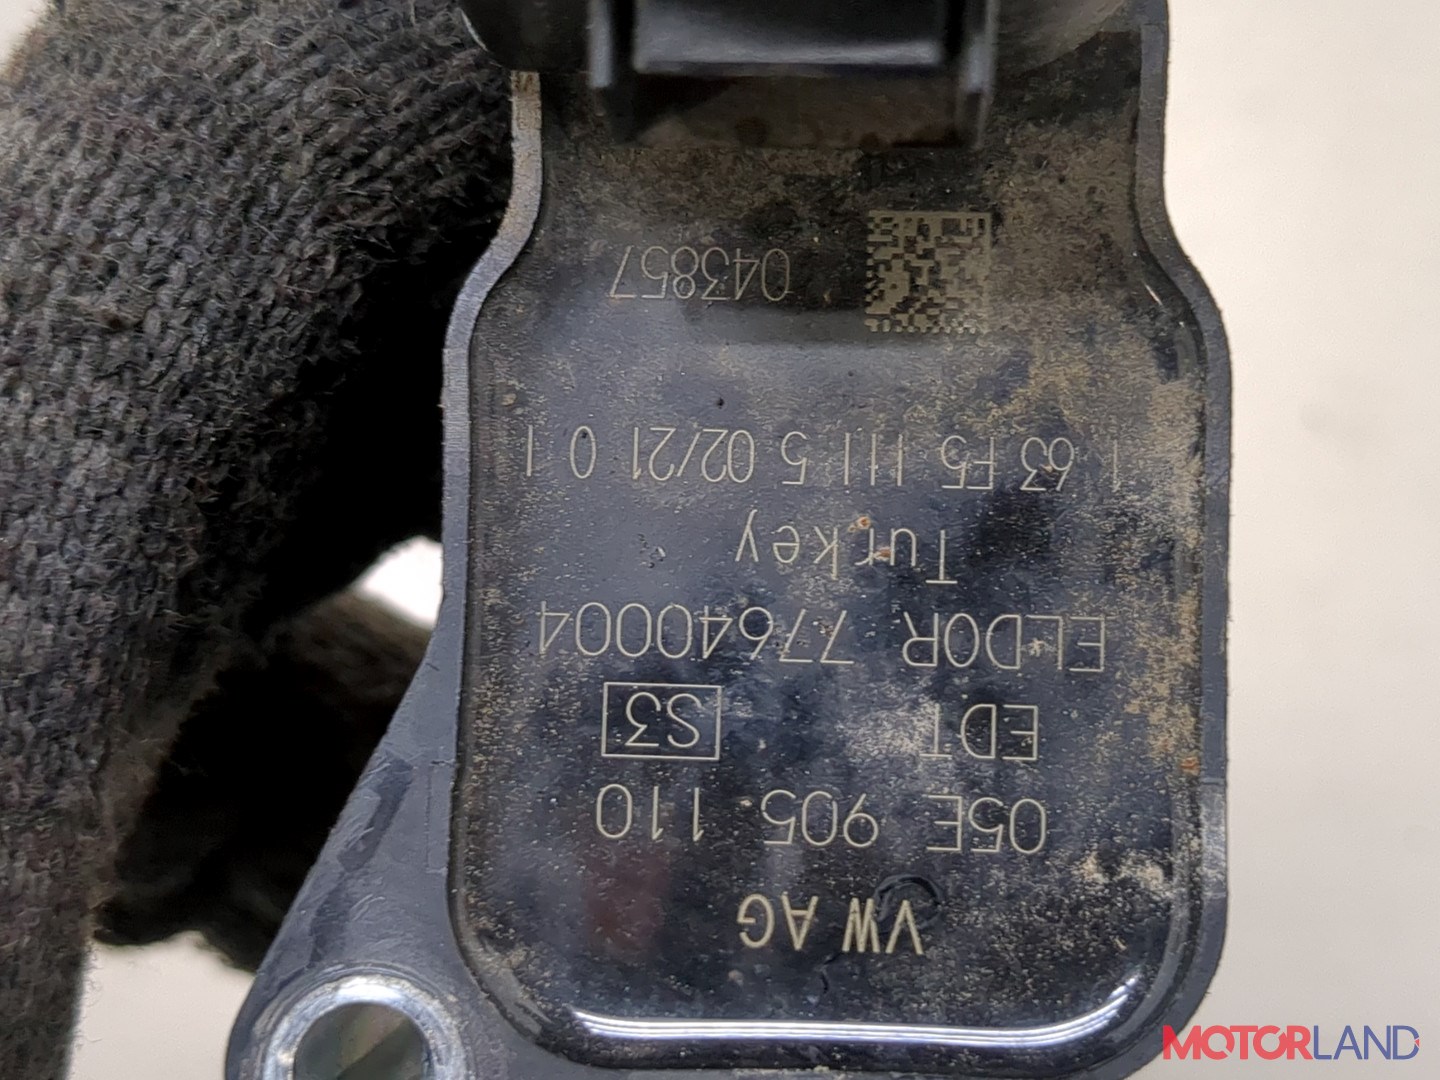 VW AG
05E 905 110
EDT S3
ELDOR 77640004
Turkey
1 63 F5 111 5 02/21 0 1
043857
MOTORLAND